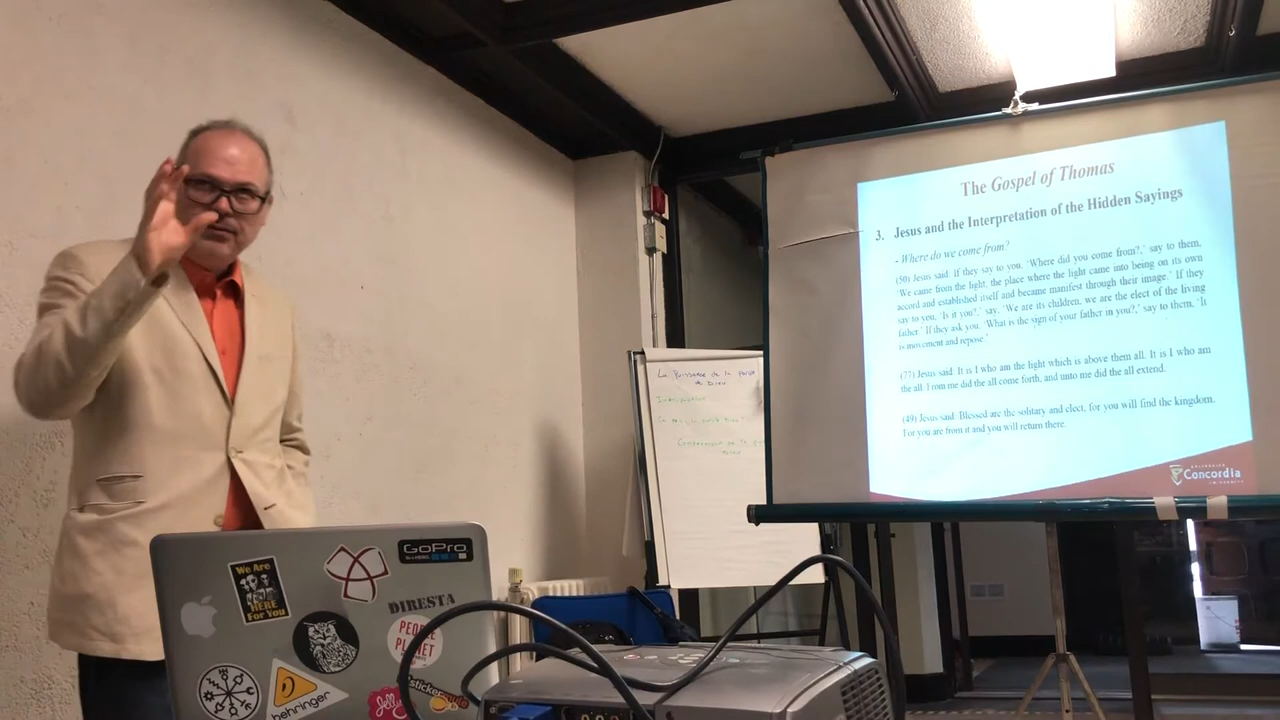 The Gospel of Thomas
3. Jesus and the Interpretation of the Hidden Sayings
- Where do we come from?
(50) Jesus said: If they say to you, 'Where did you come from?,' say to them,
'We came from the light, the place where the light came into being on its own
accord and established itself and became manifest through their image.' If they
say to you, 'Is it you?,' say, 'We are its children, we are the elect of the living
father.' If they ask you, 'What is the sign of your father in you?,' say to them, 'It
is movement and repose.'
(77) Jesus said: It is I who am the light which is above them all. It is I who am
the all. From me did the all come forth, and unto me did the all extend.
(49) Jesus said: Blessed are the solitary and elect, for you will find the kingdom.
For you are from it and you will return there.
UNIVERSITÉ
Concordia
UNIVERSITY
La Puissance de la
de Dieu
We Are
HERE
For You
GoPro
DIRESTA
PEOPLE
PLANET
behringer
Jelly
sticker